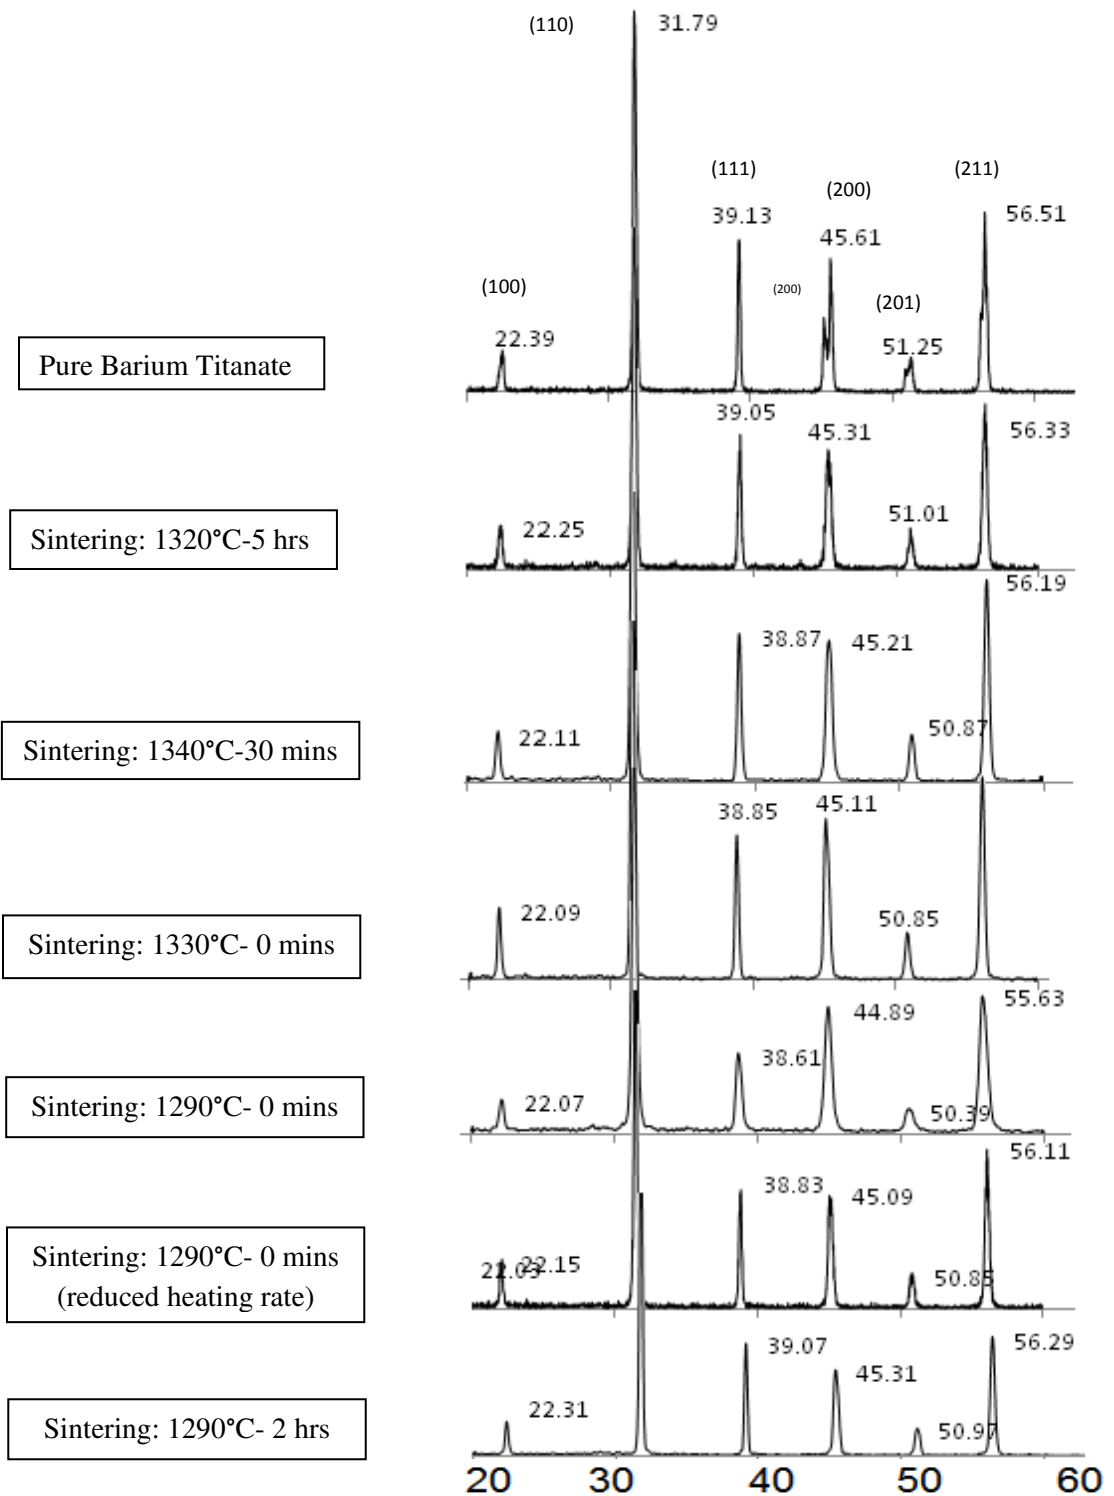 (110) 31.79
(111) (211)
(200)
39.13 56.51
45.61
(100) (200) (201)
22.39 51.25
Pure Barium Titanate
39.05 45.31 56.33
Sintering: 1320°C-5 hrs 22.25 51.01
56.19
38.87 45.21
Sintering: 1340°C-30 mins 22.11 50.87
38.85 45.11
Sintering: 1330°C- 0 mins 22.09 50.85
44.89 55.63
38.61
Sintering: 1290°C- 0 mins 22.07 50.39
56.11
38.83 45.09
Sintering: 1290°C- 0 mins 22.03 22.15 50.85
(reduced heating rate)
39.07 45.31 56.29
Sintering: 1290°C- 2 hrs 22.31 50.97
20 30 40 50 60